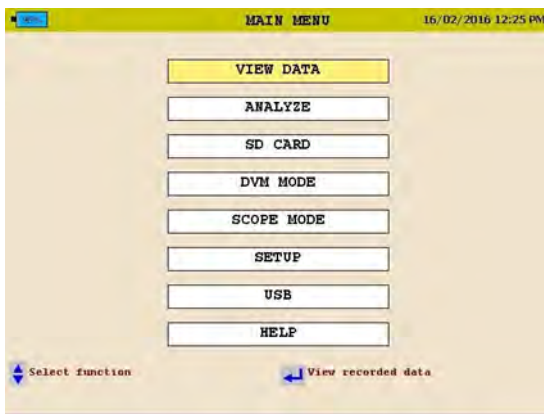 MAIN MENU 16/02/2016 12:25 PM
VIEW DATA
ANALYZE
SD CARD
DVM MODE
SCOPE MODE
SETUP
USB
HELP
Select function View recorded data